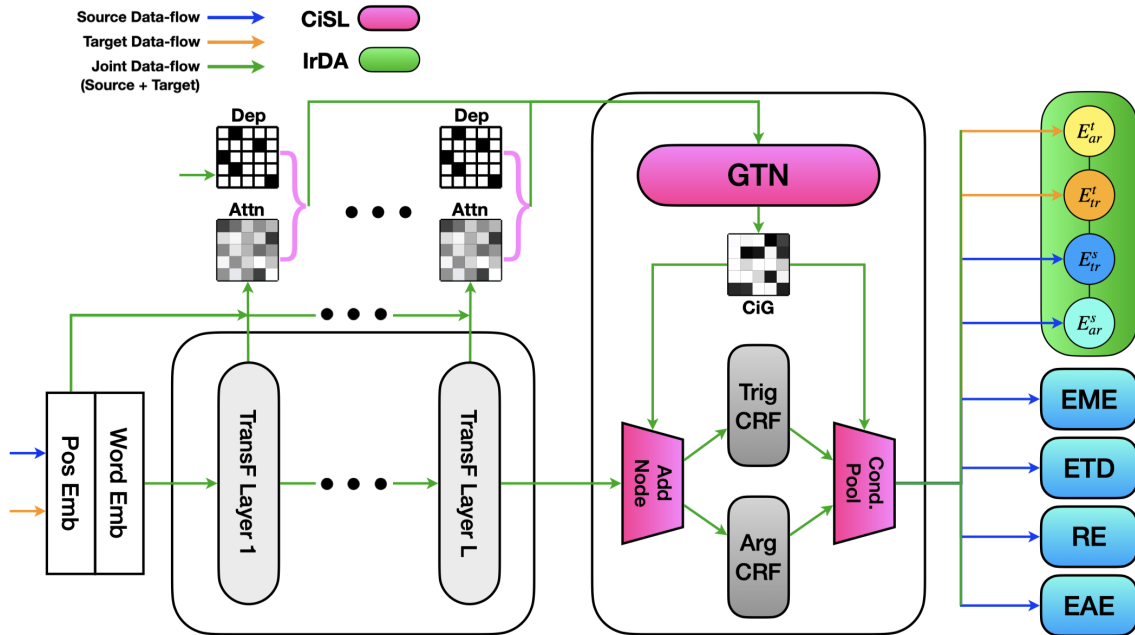 Source Data-flow
Target Data-flow
Joint Data-flow
(Source + Target)
CiSL
IrDA
Dep
Attn
Dep
Attn
Pos Emb
Word Emb
TransF Layer 1
TransF Layer L
GTN
CiG
Add
Node
Trig
CRF
Arg
CRF
Cond.
Pool
E^t_ar
E^t_tr
E^s_tr
E^s_ar
EME
ETD
RE
EAE